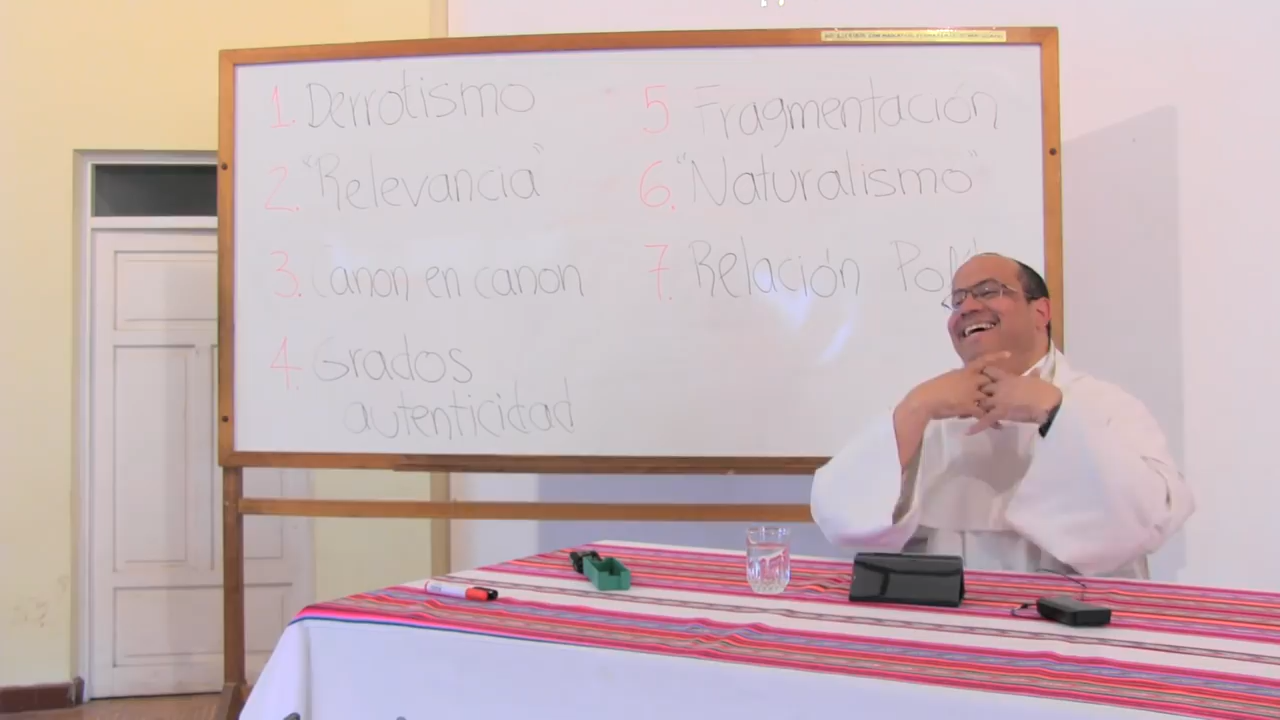 1. Derrotismo
2. "Relevancia"
3. Canon en canon
4. Grados
autenticidad
5 Fragmentación
6. "Naturalismo"
7. Relación